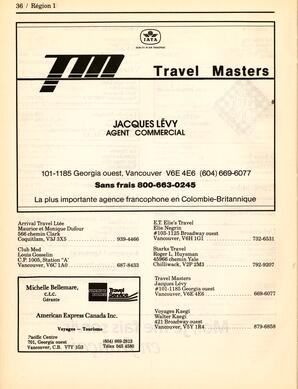 36 / Région 1
IATA
TM
Travel Masters
JACQUES LÉVY
AGENT COMMERCIAL
101-1185 Georgia ouest, Vancouver V6E 4E6 (604) 669-6077
Sans frais 800-663-0245
La plus importante agence francophone en Colombie-Britannique
Arrival Travel Ltée
Maurice et Monique Dufour
566 chemin Clark
Coquitlam, V3J 3X5 939-4466
Club Med
Louis Gosselin
C.P. 1005, Station "A"
Vancouver, V6C 1A0 687-8433
Michelle Bellemare,
C.I.C.
Gérante
Travel
Service
American Express Canada Inc.
Voyages — Tourisme
Pacific Centre
701, Georgia ouest
Vancouver, C.B. V7Y 1G3
(604) 669-2813
Télex 045 4580
E.T. Elie's Travel
Elie Negrin
#103-1125 Broadway ouest
Vancouver, V6H 1G1 732-6531
Starks Travel
Roger L. Huysman
45966 chemin Yale
Chilliwack, V2P 2M3 792-9207
Travel Masters
Jacques Lévy
#101-1185 Georgia ouest
Vancouver, V6E 4E6 669-6077
Voyages Kaegi
Walter Kaegi
421 Broadway ouest
Vancouver, V5Y 1R4 879-6858